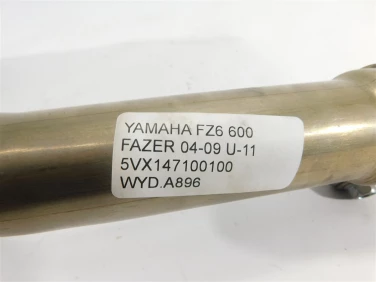 YAMAHA FZ6 600
FAZER 04-09 U-11
5VX147100100
WYD.A896